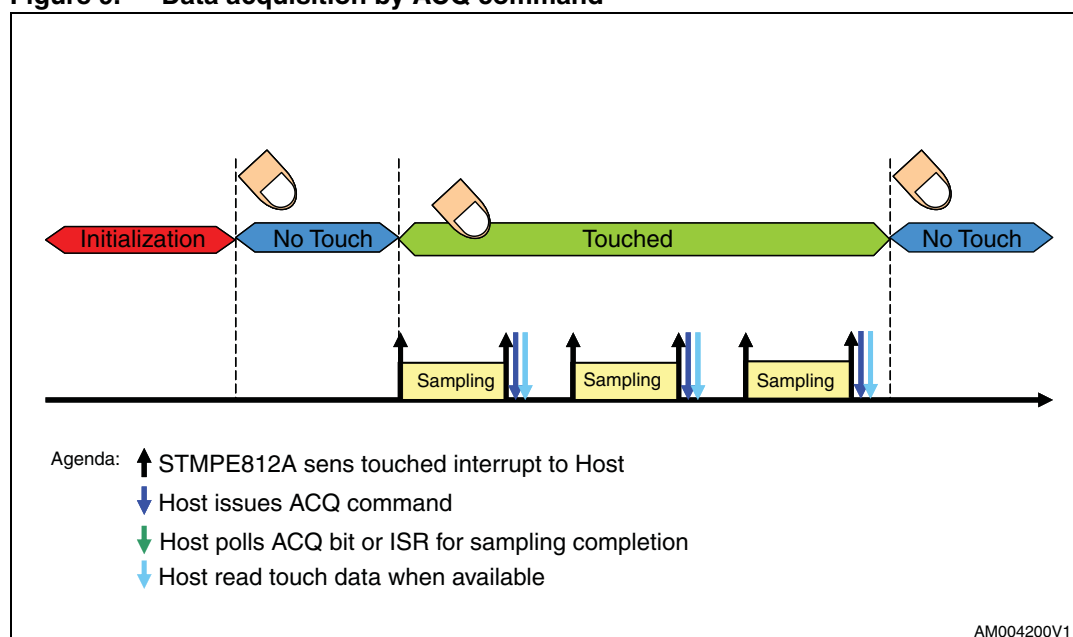 Data acquisition by ACQ command
Initialization
No Touch
Touched
No Touch
Sampling
Sampling
Sampling
Agenda:
STMPE812A sens touched interrupt to Host
Host issues ACQ command
Host polls ACQ bit or ISR for sampling completion
Host read touch data when available
AM004200V1